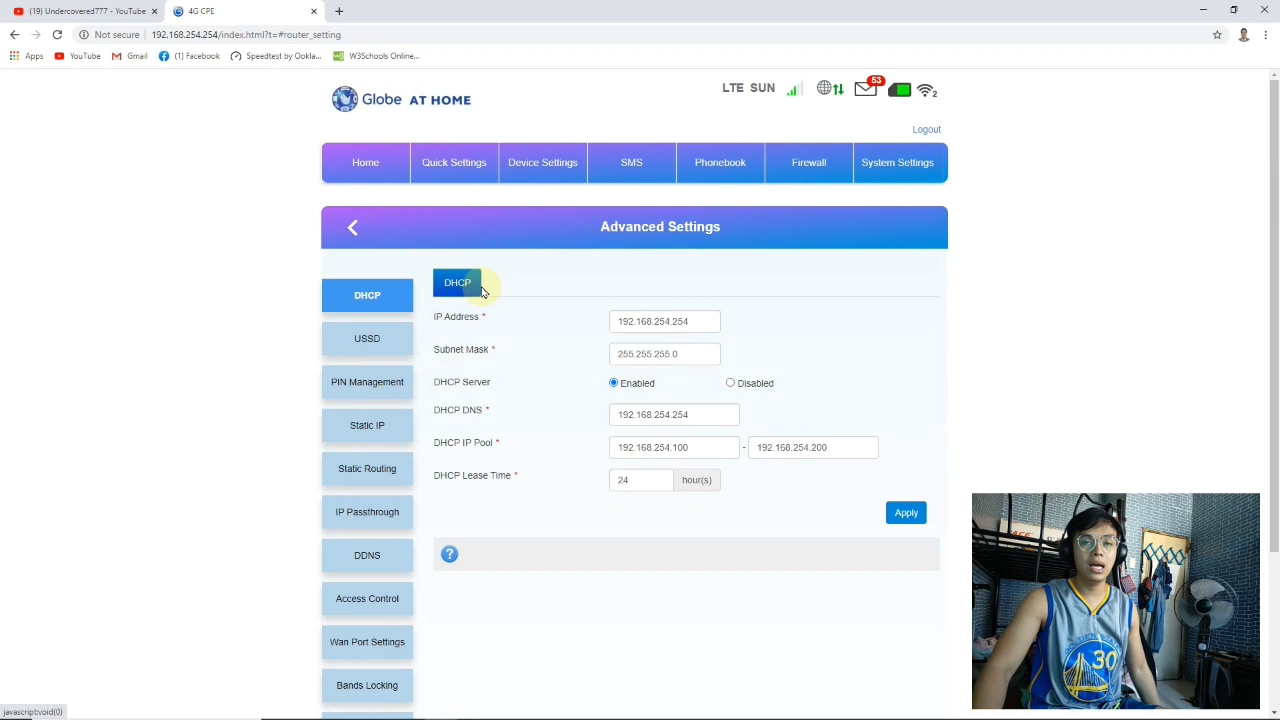 (19) Undercovered777 - YouTube
4G CPE
Not secure
192.168.254.254/index.html?t=#router_setting
Apps
YouTube
Gmail
(1) Facebook
Speedtest by Ookla...
W3Schools Online...
Globe AT HOME
LTE SUN
53
2
Logout
Home
Quick Settings
Device Settings
SMS
Phonebook
Firewall
System Settings
Advanced Settings
DHCP
USSD
PIN Management
Static IP
Static Routing
IP Passthrough
DDNS
Access Control
Wan Port Settings
Bands Locking
DHCP
IP Address *
192.168.254.254
Subnet Mask *
255.255.255.0
DHCP Server
Enabled
Disabled
DHCP DNS *
192.168.254.254
DHCP IP Pool *
192.168.254.100 - 192.168.254.200
DHCP Lease Time *
24 hour(s)
Apply
?
30
javascript:void(0)